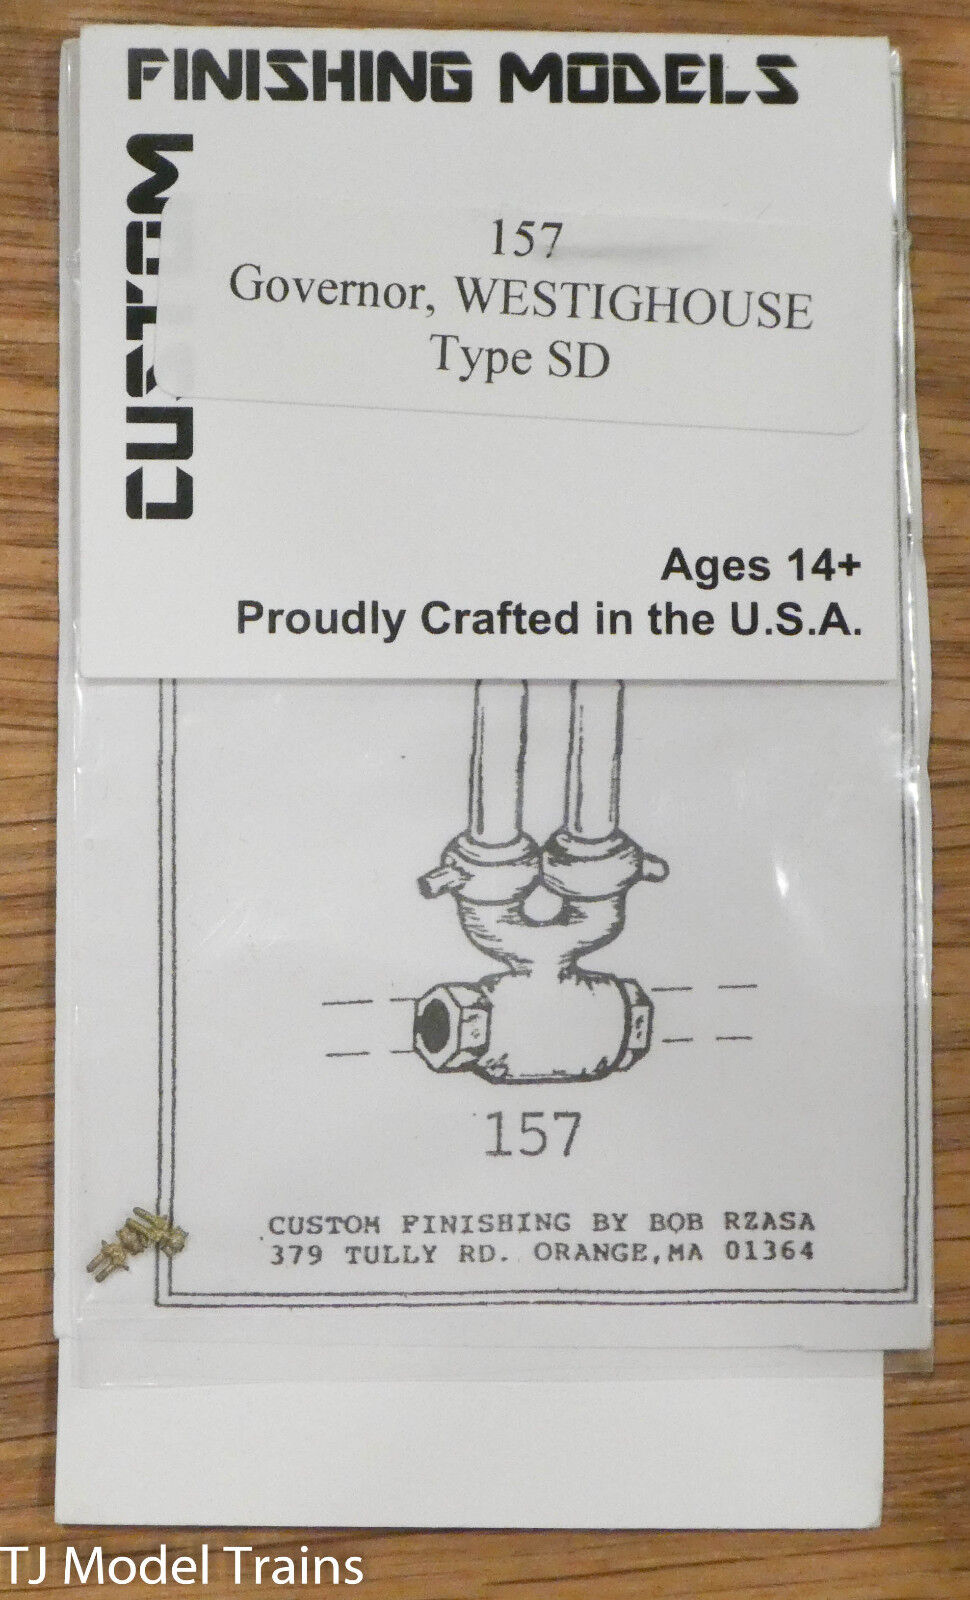 FINISHING MODELS
CUSTOM
157
Governor, WESTIGHOUSE
Type SD
Ages 14+
Proudly Crafted in the U.S.A.
157
CUSTOM FINISHING BY BOB RZASA
379 TULLY RD. ORANGE,MA 01364
TJ Model Trains